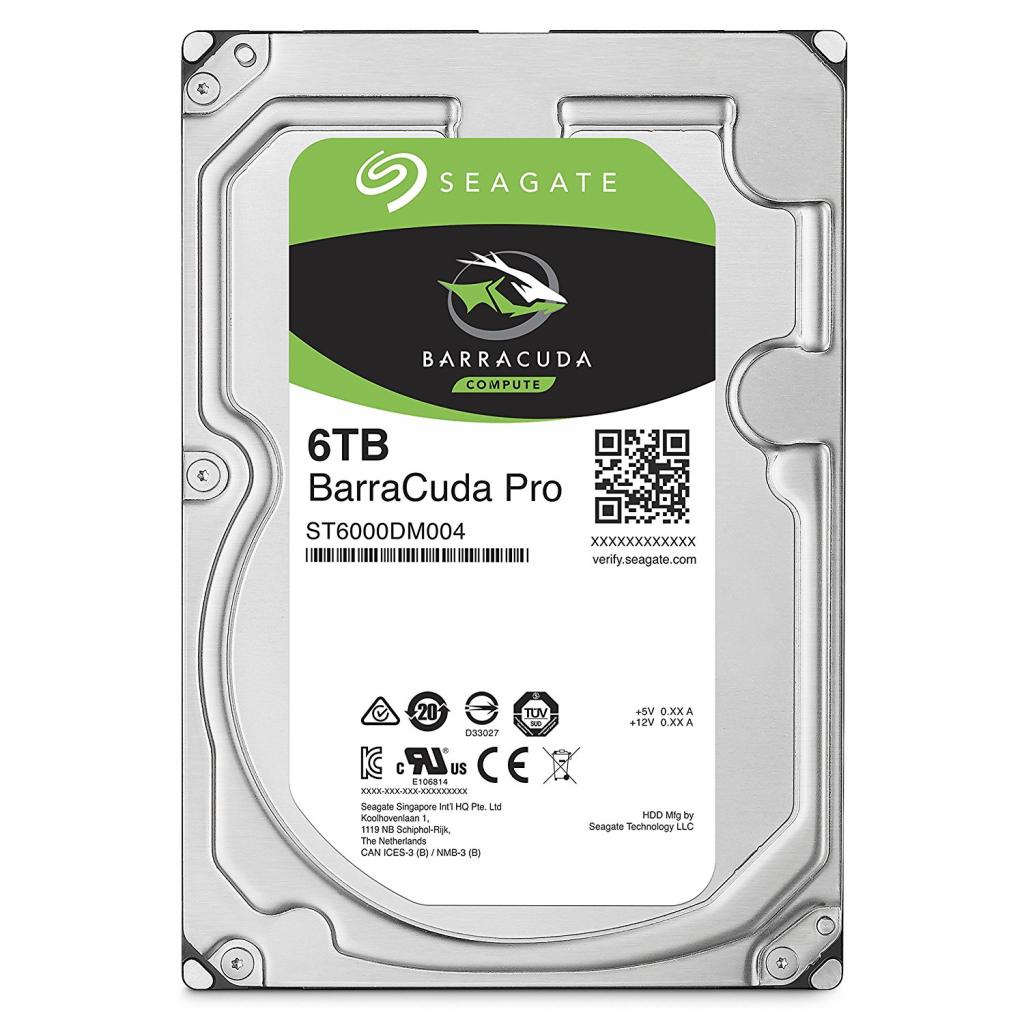 SEAGATE
BARRACUDA
COMPUTE
6TB
BarraCuda Pro
ST6000DM004
XXXXXXXXXXXX
verify.seagate.com
20
D33027
TÜV
SÜD
+5V 0.XX A
+12V 0.XX A
c RU ® US
CE
E106814
XXXX-XXX-XXX-XXXXXXXXX
Seagate Singapore Int'l HQ Pte. Ltd
Koolhovenlaan 1,
1119 NB Schiphol-Rijk,
The Netherlands
CAN ICES-3 (B) / NMB-3 (B)
HDD Mfg by
Seagate Technology LLC